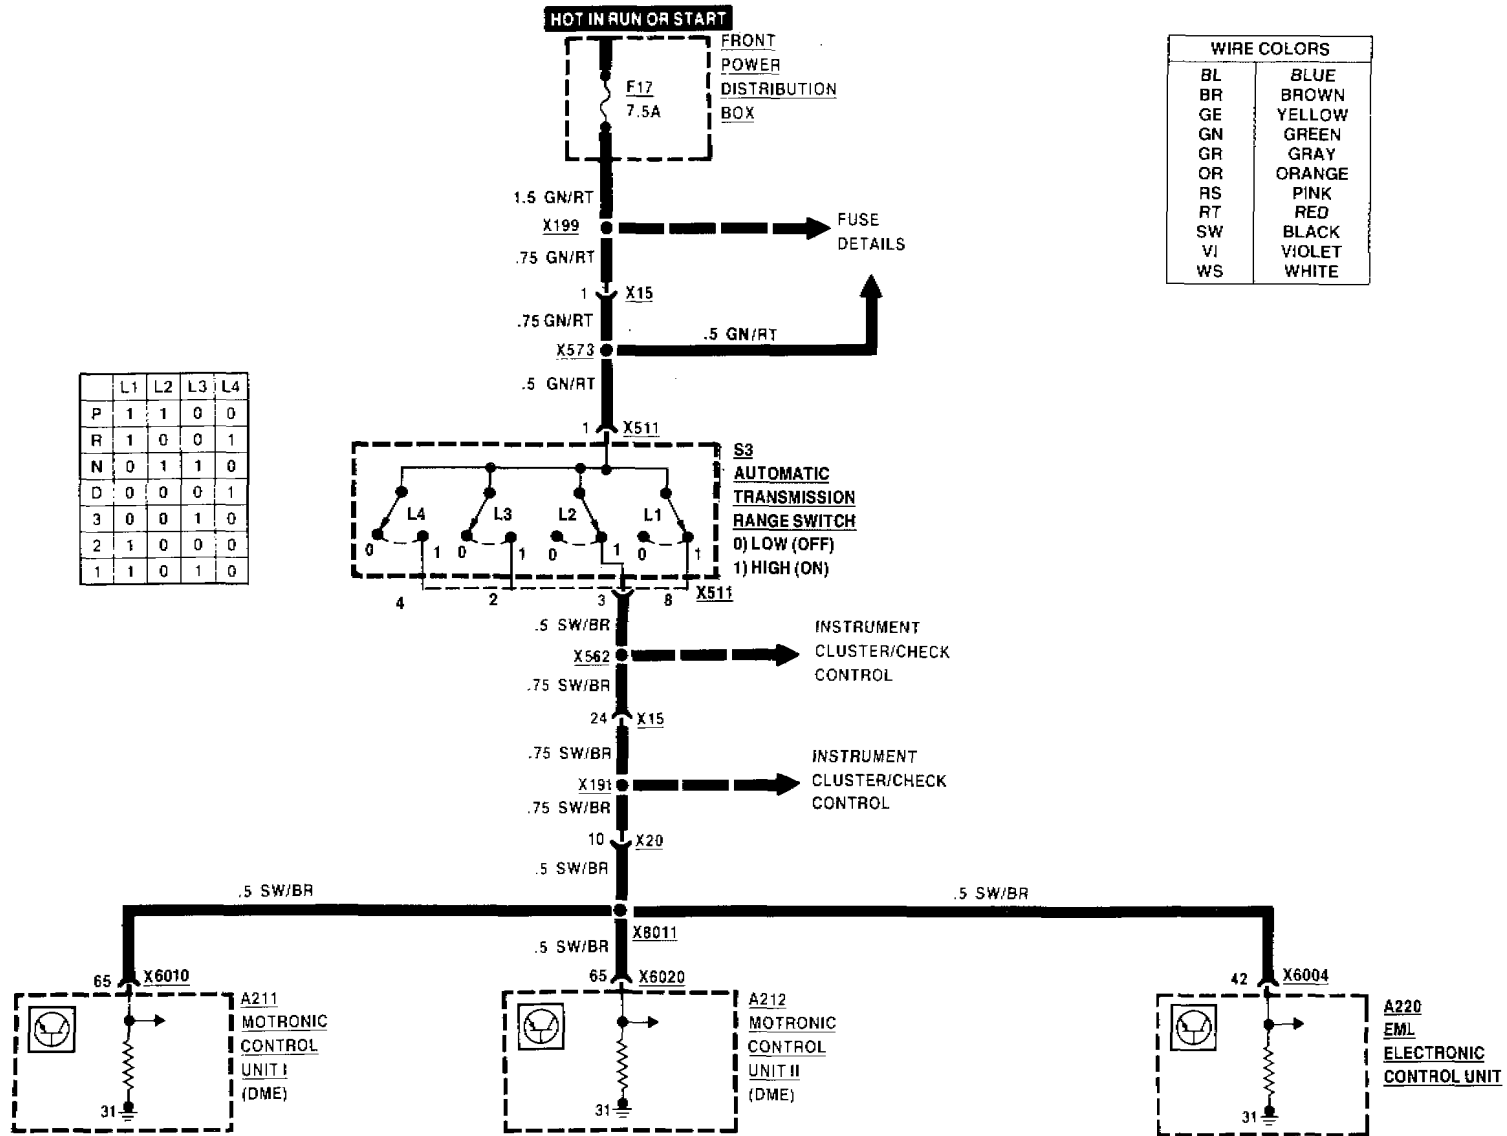 HOT IN RUN OR START
FRONT
POWER
DISTRIBUTION
BOX
F17
7.5A
WIRE COLORS
BL BLUE
BR BROWN
GE YELLOW
GN GREEN
GR GRAY
OR ORANGE
RS PINK
RT RED
SW BLACK
VI VIOLET
WS WHITE
1.5 GN/RT
X199
FUSE
DETAILS
.75 GN/RT
1 X15
.75 GN/RT
.5 GN/RT
X573
.5 GN/RT
L1 L2 L3 L4
P 1 1 0 0
R 1 0 0 1
N 0 1 1 0
D 0 0 0 1
3 0 0 1 0
2 1 0 0 0
1 1 0 1 0
1 X511
S3
AUTOMATIC
TRANSMISSION
RANGE SWITCH
0) LOW (OFF)
1) HIGH (ON)
L4 L3 L2 L1
0 1 0 1 0 1 0 1
4 2 3 8 X511
.5 SW/BR
X562
INSTRUMENT
CLUSTER/CHECK
CONTROL
.75 SW/BR
24 X15
.75 SW/BR
X191
INSTRUMENT
CLUSTER/CHECK
CONTROL
.75 SW/BR
10 X20
.5 SW/BR
.5 SW/BR
.5 SW/BR
X8011
.5 SW/BR
65 X6010
65 X6020
42 X6004
A211
MOTRONIC
CONTROL
UNIT I
(DME)
31
A212
MOTRONIC
CONTROL
UNIT II
(DME)
31
A220
EML
ELECTRONIC
CONTROL UNIT
31